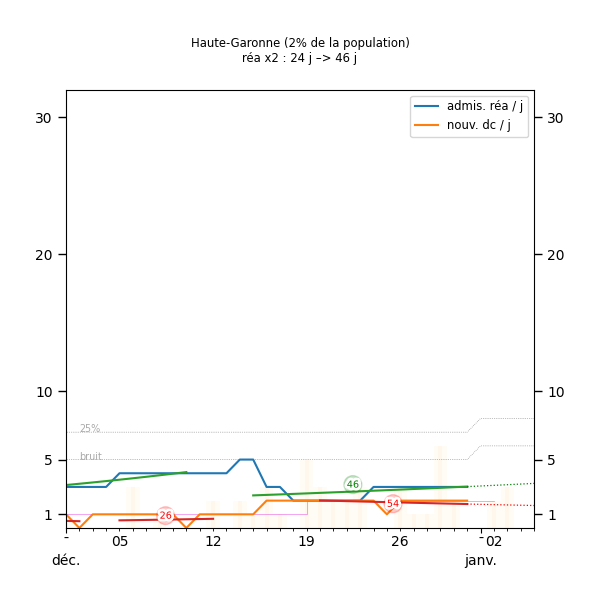 Haute-Garonne (2% de la population)
réa x2 : 24 j –> 46 j
admis. réa / j
nouv. dc / j
30
30
20
20
10
10
25%
bruit
5
5
46
54
26
1
1
05
12
19
26
02
déc.
janv.